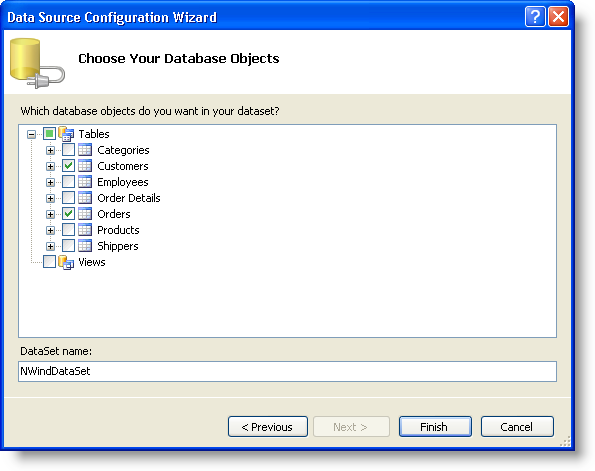 Data Source Configuration Wizard
Choose Your Database Objects
Which database objects do you want in your dataset?
Tables
Categories
Customers
Employees
Order Details
Orders
Products
Shippers
Views
DataSet name:
NWindDataSet
< Previous
Next >
Finish
Cancel